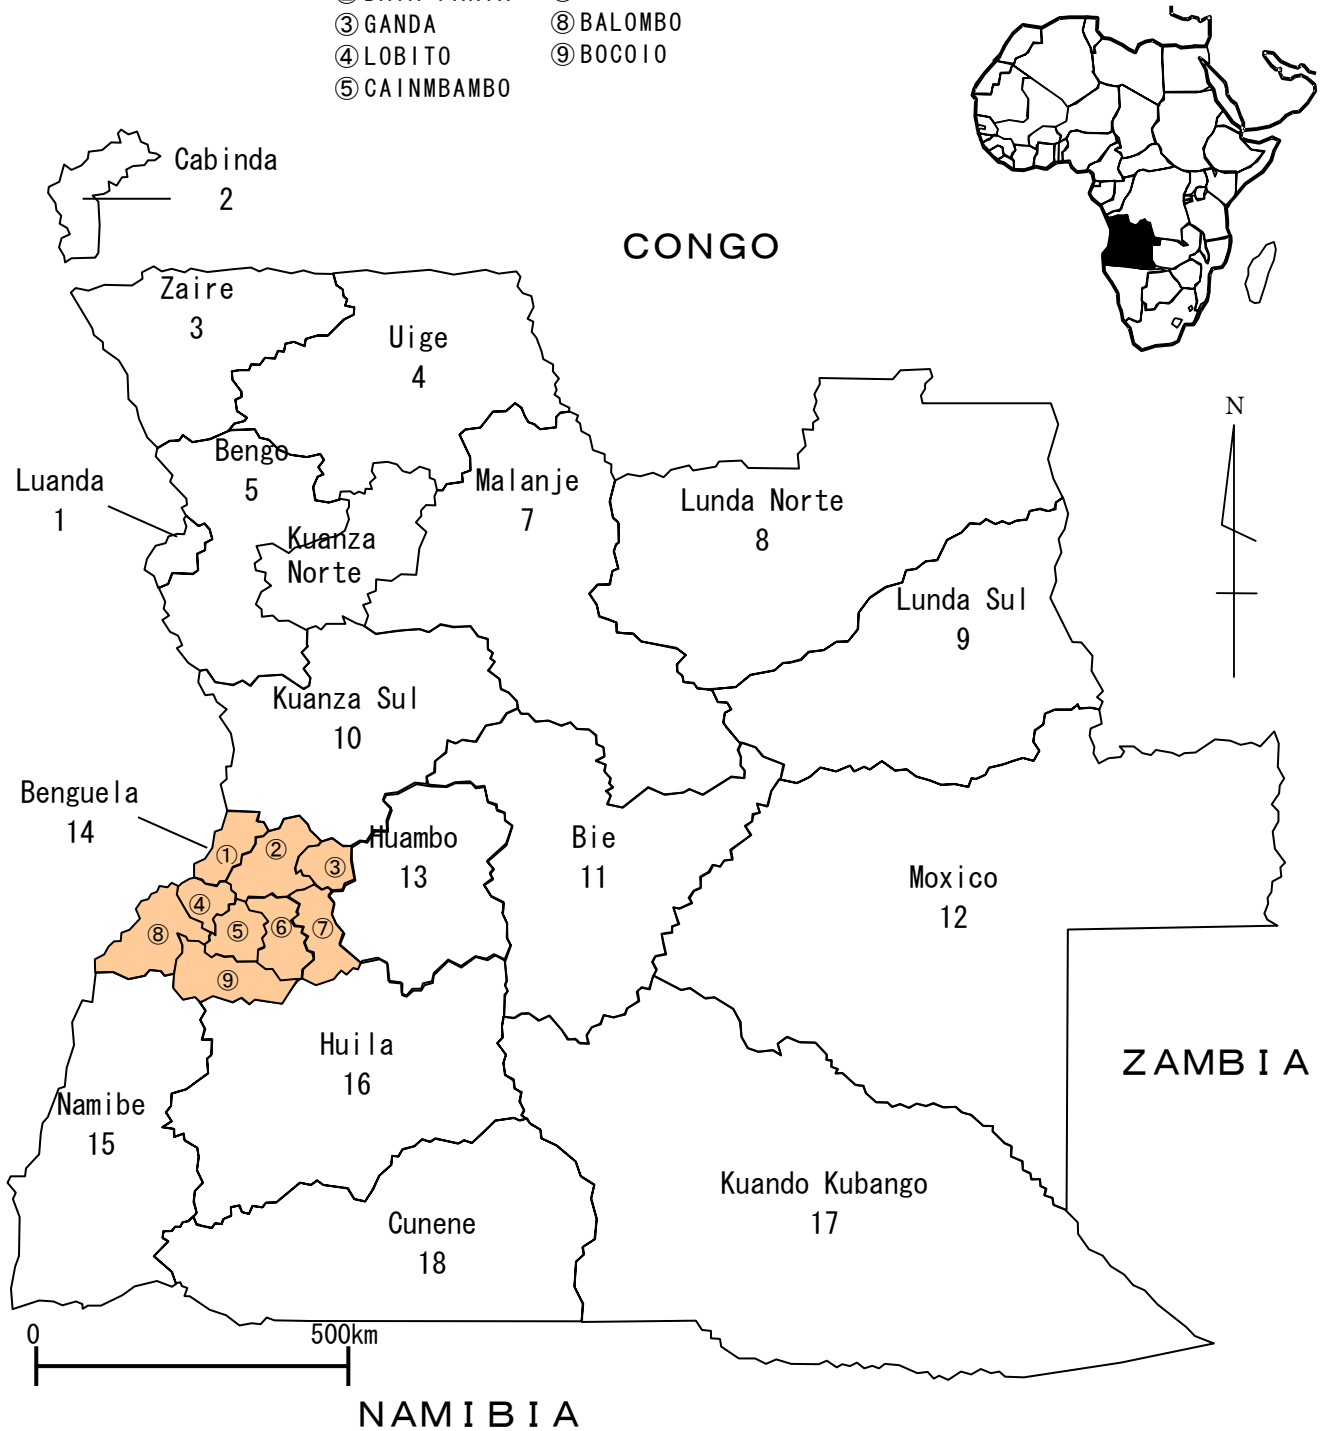 ③GANDA
⑧BALOMBO
④LOBITO
⑨BOCOIO
⑤CAINMBAMBO
Cabinda
2
CONGO
Zaire
3
Uige
4
N
Bengo
5
Luanda
1
Malanje
7
Lunda Norte
8
Kuanza
Norte
Lunda Sul
9
Kuanza Sul
10
Benguela
14
Huambo
13
Bie
11
Moxico
12
①
②
③
④
⑤
⑥
⑦
⑧
⑨
Huila
16
ZAMBIA
Namibe
15
Kuando Kubango
17
Cunene
18
0
500km
NAMIBIA